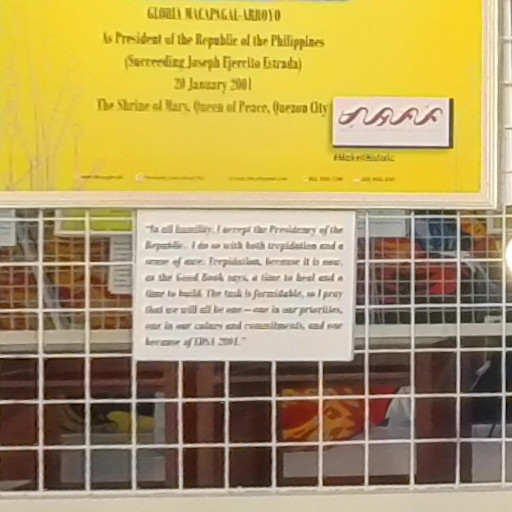 GLORIA MACAPAGAL-ARROYO
As President of the Republic of the Philippines
(Succeeding Joseph Ejercito Estrada)
20 January 2001
The Shrine of Mary, Queen of Peace, Quezon City
#MakeItHistoric
"In all humility, I accept the Presidency of the
Republic. I do so with both trepidation and a
sense of awe. Trepidation, because it is now,
as the Good Book says, a time to heal and a
time to build. The task is formidable, so I pray
that we will all be one — one in our priorities,
one in our values and commitments, and one
because of EDSA 2001."